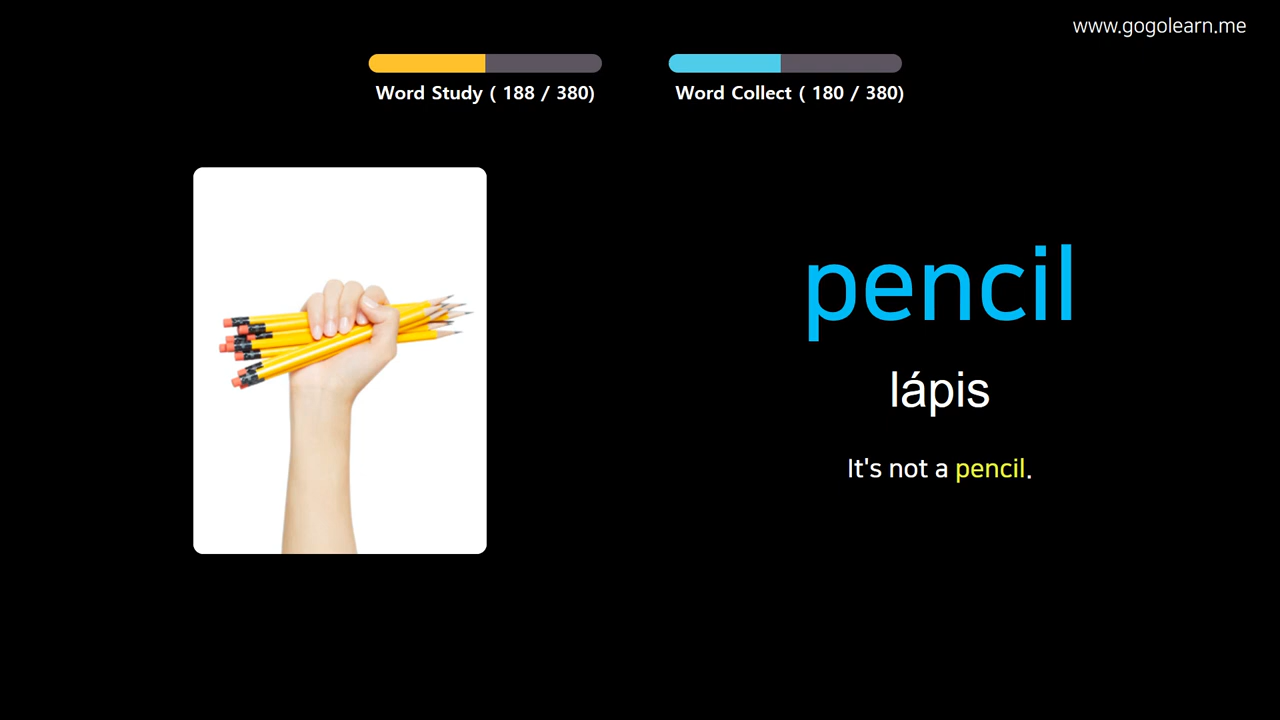 www.gogolearn.me
Word Study ( 188 / 380)
Word Collect ( 180 / 380)
pencil
lápis
It's not a pencil.